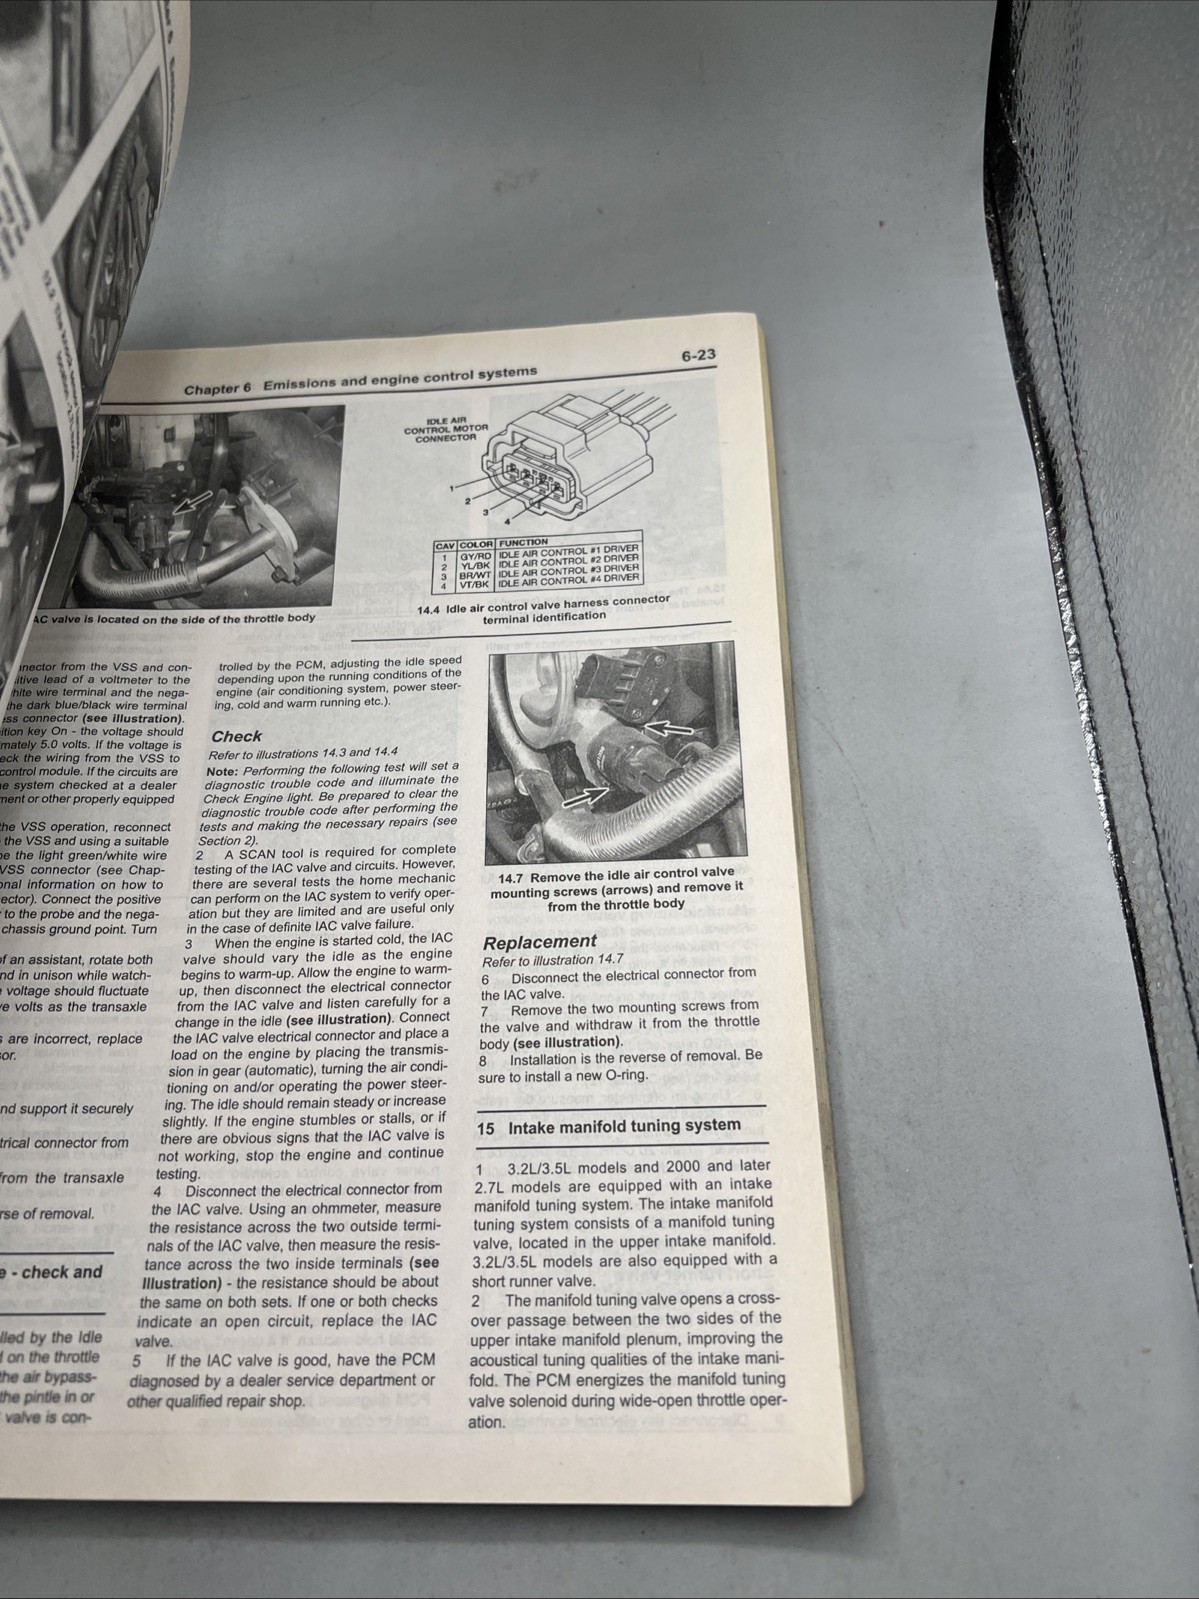 6-23
Chapter 6 Emissions and engine control systems
AC valve is located on the side of the throttle body
IDLE AIR
CONTROL MOTOR
CONNECTOR
1
2
3
4
CAV COLOR FUNCTION
1 GY/RD IDLE AIR CONTROL #1 DRIVER
2 YL/BK IDLE AIR CONTROL #2 DRIVER
3 BR/WT IDLE AIR CONTROL #3 DRIVER
4 VT/BK IDLE AIR CONTROL #4 DRIVER
14.4 Idle air control valve harness connector
terminal identification
from the VSS and con-
lead of a voltmeter to the
wire terminal and the nega-
the dark blue/black wire terminal
connector (see illustration).
key On - the voltage should
5.0 volts. If the voltage is
the wiring from the VSS to
control module. If the circuits are
system checked at a dealer
or other properly equipped
the VSS operation, reconnect
the VSS and using a suitable
the light green/white wire
VSS connector (see Chap-
information on how to
Connect the positive
to the probe and the nega-
chassis ground point. Turn
of an assistant, rotate both
in unison while watch-
voltage should fluctuate
volts as the transaxle
are incorrect, replace
and support it securely
connector from
from the transaxle
of removal.
- check and
by the Idle
on the throttle
the air bypass-
the pintle in or
valve is con-
trolled by the PCM, adjusting the idle speed
depending upon the running conditions of the
engine (air conditioning system, power steer-
ing, cold and warm running etc.).
Check
Refer to illustrations 14.3 and 14.4
Note: Performing the following test will set a
diagnostic trouble code and illuminate the
Check Engine light. Be prepared to clear the
diagnostic trouble code after performing the
tests and making the necessary repairs (see
Section 2).
2 A SCAN tool is required for complete
testing of the IAC valve and circuits. However,
there are several tests the home mechanic
can perform on the IAC system to verify oper-
ation but they are limited and are useful only
in the case of definite IAC valve failure.
3 When the engine is started cold, the IAC
valve should vary the idle as the engine
begins to warm-up. Allow the engine to warm-
up, then disconnect the electrical connector
from the IAC valve and listen carefully for a
change in the idle (see illustration). Connect
the IAC valve electrical connector and place a
load on the engine by placing the transmis-
sion in gear (automatic), turning the air condi-
tioning on and/or operating the power steer-
ing. The idle should remain steady or increase
slightly. If the engine stumbles or stalls, or if
there are obvious signs that the IAC valve is
not working, stop the engine and continue
testing.
4 Disconnect the electrical connector from
the IAC valve. Using an ohmmeter, measure
the resistance across the two outside termi-
nals of the IAC valve, then measure the resis-
tance across the two inside terminals (see
illustration) - the resistance should be about
the same on both sets. If one or both checks
indicate an open circuit, replace the IAC
valve.
5 If the IAC valve is good, have the PCM
diagnosed by a dealer service department or
other qualified repair shop.
14.7 Remove the idle air control valve
mounting screws (arrows) and remove it
from the throttle body
Replacement
Refer to illustration 14.7
6 Disconnect the electrical connector from
the IAC valve.
7 Remove the two mounting screws from
the valve and withdraw it from the throttle
body (see illustration).
8 Installation is the reverse of removal. Be
sure to install a new O-ring.
15 Intake manifold tuning system
1 3.2L/3.5L models and 2000 and later
2.7L models are equipped with an intake
manifold tuning system. The intake manifold
tuning system consists of a manifold tuning
valve, located in the upper intake manifold.
3.2L/3.5L models are also equipped with a
short runner valve.
2 The manifold tuning valve opens a cross-
over passage between the two sides of the
upper intake manifold plenum, improving the
acoustical tuning qualities of the intake mani-
fold. The PCM energizes the manifold tuning
valve solenoid during wide-open throttle oper-
ation.